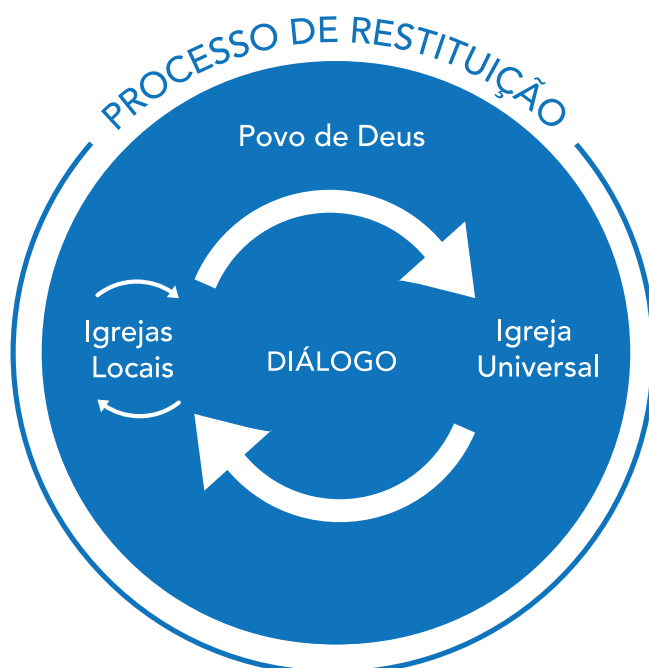 PROCESSO DE RESTITUIÇÃO
Povo de Deus
Igrejas
Locais
DIÁLOGO
Igreja
Universal